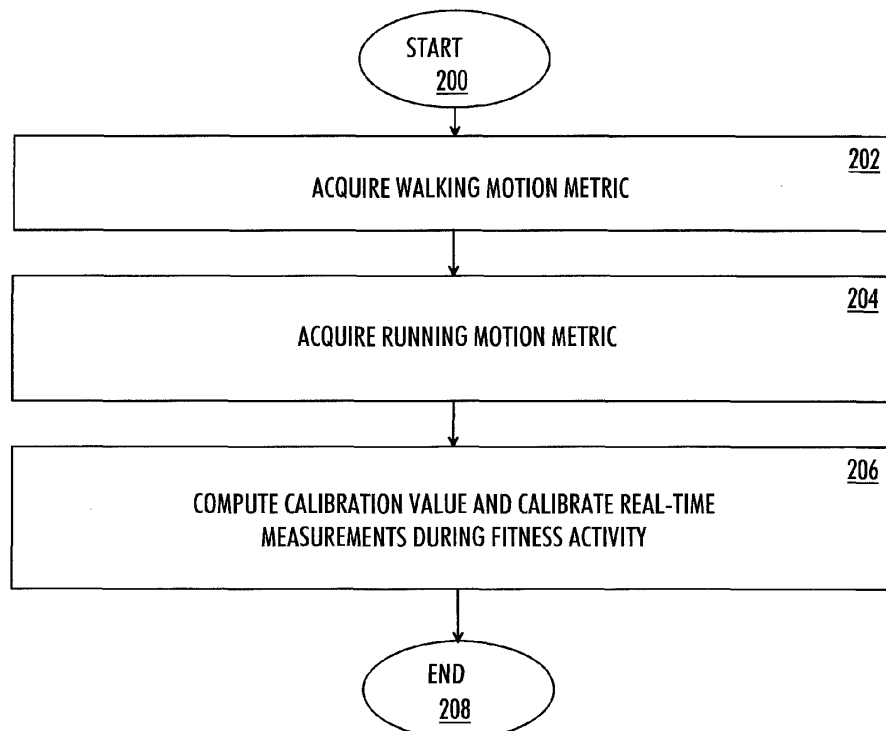 START
200
202
ACQUIRE WALKING MOTION METRIC
204
ACQUIRE RUNNING MOTION METRIC
206
COMPUTE CALIBRATION VALUE AND CALIBRATE REAL-TIME
MEASUREMENTS DURING FITNESS ACTIVITY
END
208